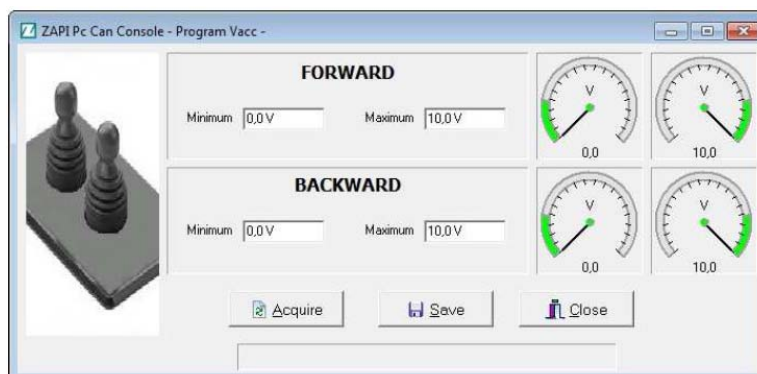 ZAPI Pc Can Console - Program Vacc -
FORWARD
Minimum 0,0 V Maximum 10,0 V
V V
0,0 10,0
BACKWARD
Minimum 0,0 V Maximum 10,0 V
V V
0,0 10,0
Acquire Save Close